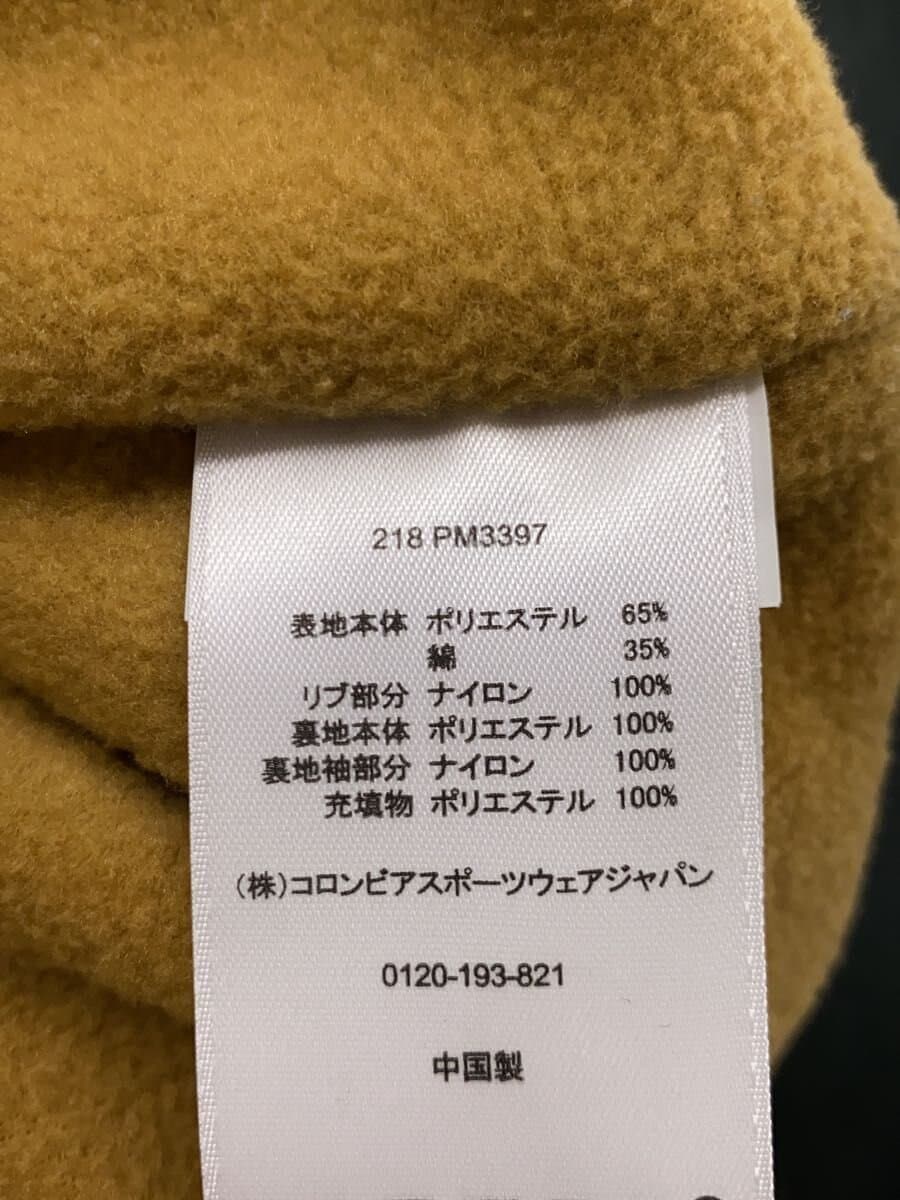 218 PM3397
表地本体 ポリエステル 65%
綿 35%
リブ部分 ナイロン 100%
裏地本体 ポリエステル 100%
裏地袖部分 ナイロン 100%
充填物 ポリエステル 100%
(株)コロンビアスポーツウェアジャパン
0120-193-821
中国製